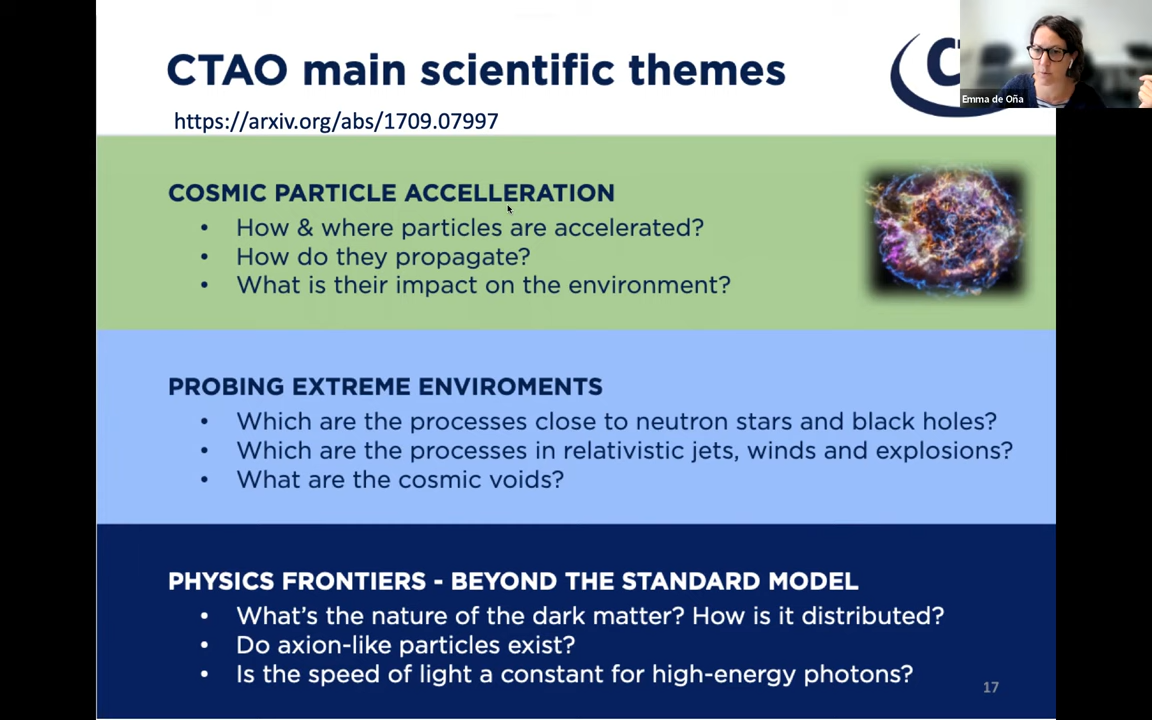 CTAO main scientific themes
https://arxiv.org/abs/1709.07997
Emma de Oña
COSMIC PARTICLE ACCELLERATION
• How & where particles are accelerated?
• How do they propagate?
• What is their impact on the environment?
PROBING EXTREME ENVIROMENTS
• Which are the processes close to neutron stars and black holes?
• Which are the processes in relativistic jets, winds and explosions?
• What are the cosmic voids?
PHYSICS FRONTIERS - BEYOND THE STANDARD MODEL
• What's the nature of the dark matter? How is it distributed?
• Do axion-like particles exist?
• Is the speed of light a constant for high-energy photons?
17